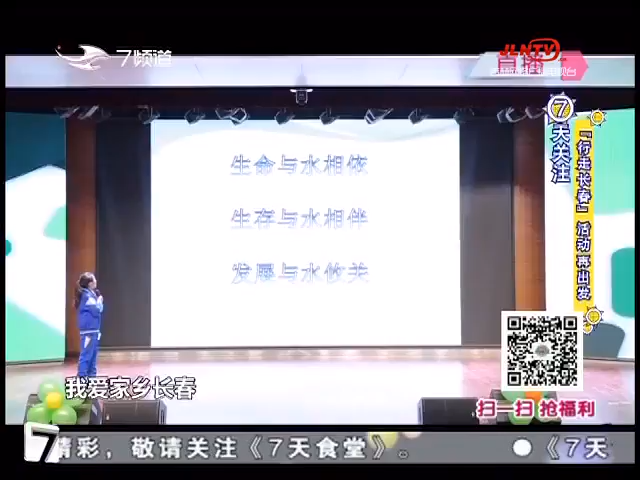 7频道
JLNTV
直播
生命与水相依
生存与水相伴
发展与水攸关
7天关注
『行走长春』活动再出发
我爱家乡长春
扫一扫 抢福利
7
精彩，敬请关注《7天食堂》。
《7天